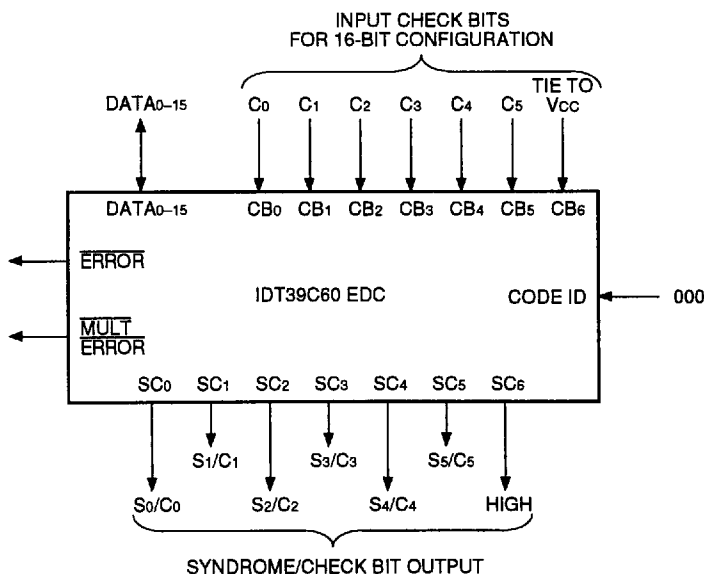 INPUT CHECK BITS
FOR 16-BIT CONFIGURATION
TIE TO
DATA0–15 C0 C1 C2 C3 C4 C5 VCC
DATA0–15 CB0 CB1 CB2 CB3 CB4 CB5 CB6
ERROR
IDT39C60 EDC CODE ID 000
MULT
ERROR
SC0 SC1 SC2 SC3 SC4 SC5 SC6
S1/C1 S3/C3 S5/C5
S0/C0 S2/C2 S4/C4 HIGH
SYNDROME/CHECK BIT OUTPUT